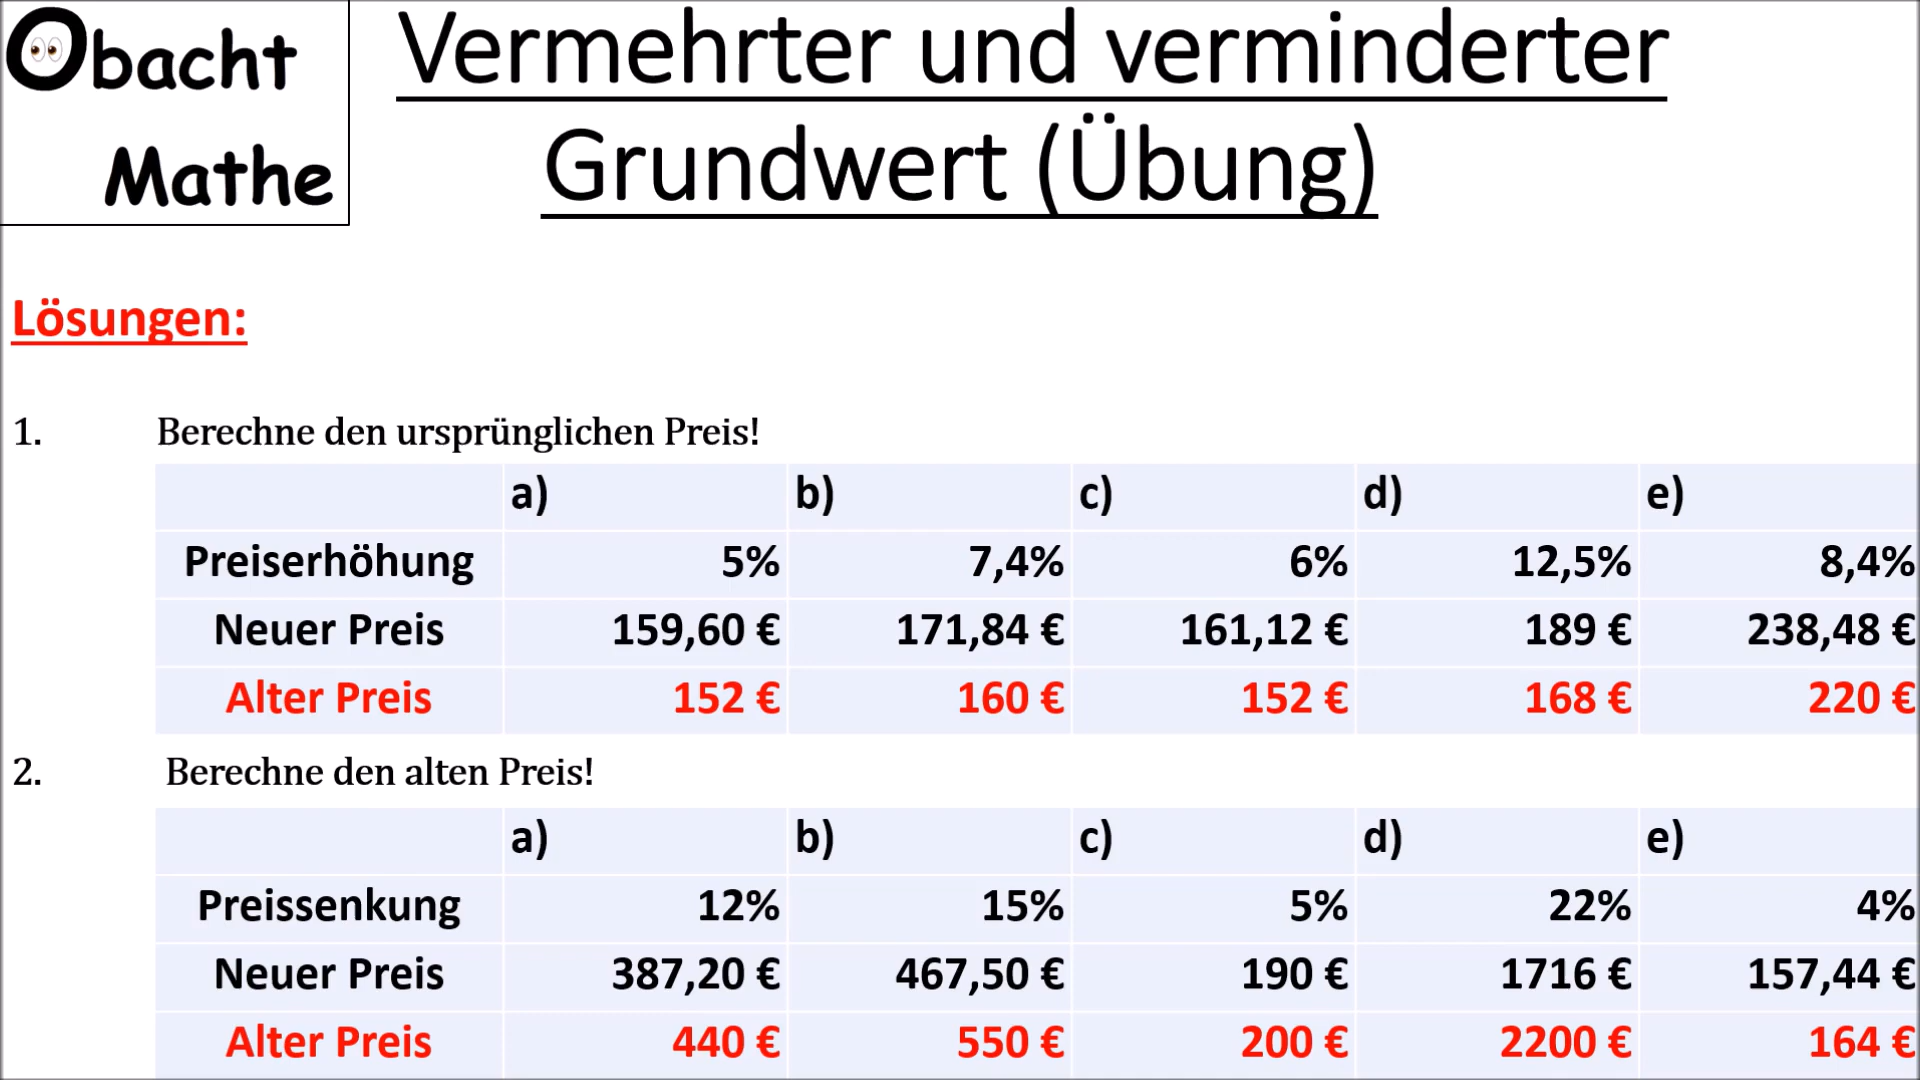 Obacht
Mathe
Vermehrter und verminderter
Grundwert (Übung)
Lösungen:
1. Berechne den ursprünglichen Preis!
a) b) c) d) e)
Preiserhöhung 5% 7,4% 6% 12,5% 8,4%
Neuer Preis 159,60 € 171,84 € 161,12 € 189 € 238,48 €
Alter Preis 152 € 160 € 152 € 168 € 220 €
2. Berechne den alten Preis!
a) b) c) d) e)
Preissenkung 12% 15% 5% 22% 4%
Neuer Preis 387,20 € 467,50 € 190 € 1716 € 157,44 €
Alter Preis 440 € 550 € 200 € 2200 € 164 €